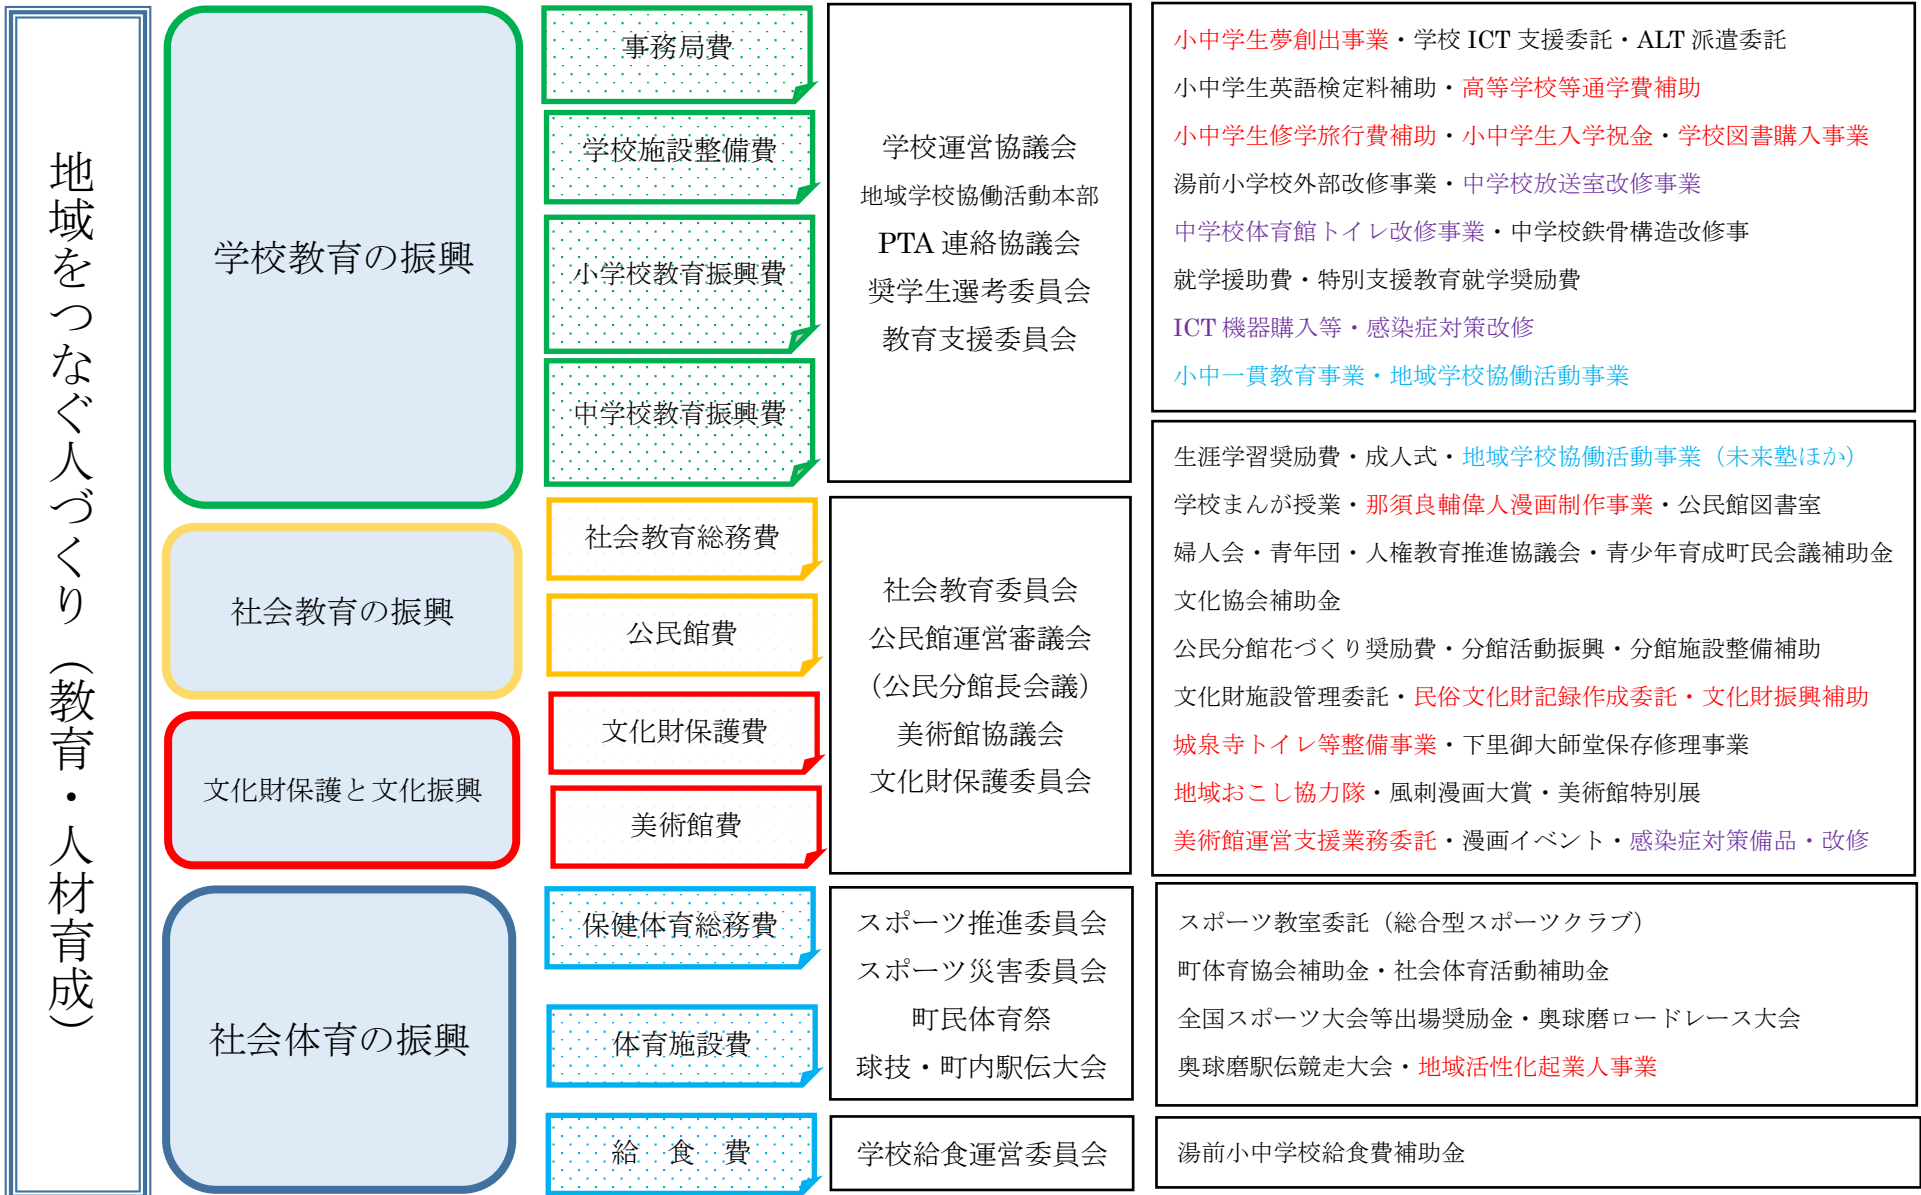 地域をつなぐ人づくり（教育・人材育成）
学校教育の振興
社会教育の振興
文化財保護と文化振興
社会体育の振興
事務局費
学校施設整備費
小学校教育振興費
中学校教育振興費
社会教育総務費
公民館費
文化財保護費
美術館費
保健体育総務費
体育施設費
給　食　費
学校運営協議会
地域学校協働活動本部
PTA 連絡協議会
奨学生選考委員会
教育支援委員会
社会教育委員会
公民館運営審議会
（公民分館長会議）
美術館協議会
文化財保護委員会
スポーツ推進委員会
スポーツ災害委員会
町民体育祭
球技・町内駅伝大会
学校給食運営委員会
小中学生夢創出事業・学校 ICT 支援委託・ALT 派遣委託
小中学生英語検定料補助・高等学校等通学費補助
小中学生修学旅行費補助・小中学生入学祝金・学校図書購入事業
湯前小学校外部改修事業・中学校放送室改修事業
中学校体育館トイレ改修事業・中学校鉄骨構造改修事
就学援助費・特別支援教育就学奨励費
ICT 機器購入等・感染症対策改修
小中一貫教育事業・地域学校協働活動事業
生涯学習奨励費・成人式・地域学校協働活動事業（未来塾ほか）
学校まんが授業・那須良輔偉人漫画制作事業・公民館図書室
婦人会・青年団・人権教育推進協議会・青少年育成町民会議補助金
文化協会補助金
公民分館花づくり奨励費・分館活動振興・分館施設整備補助
文化財施設管理委託・民俗文化財記録作成委託・文化財振興補助
城泉寺トイレ等整備事業・下里御大師堂保存修理事業
地域おこし協力隊・風刺漫画大賞・美術館特別展
美術館運営支援業務委託・漫画イベント・感染症対策備品・改修
スポーツ教室委託（総合型スポーツクラブ）
町体育協会補助金・社会体育活動補助金
全国スポーツ大会等出場奨励金・奥球磨ロードレース大会
奥球磨駅伝競走大会・地域活性化起業人事業
湯前小中学校給食費補助金